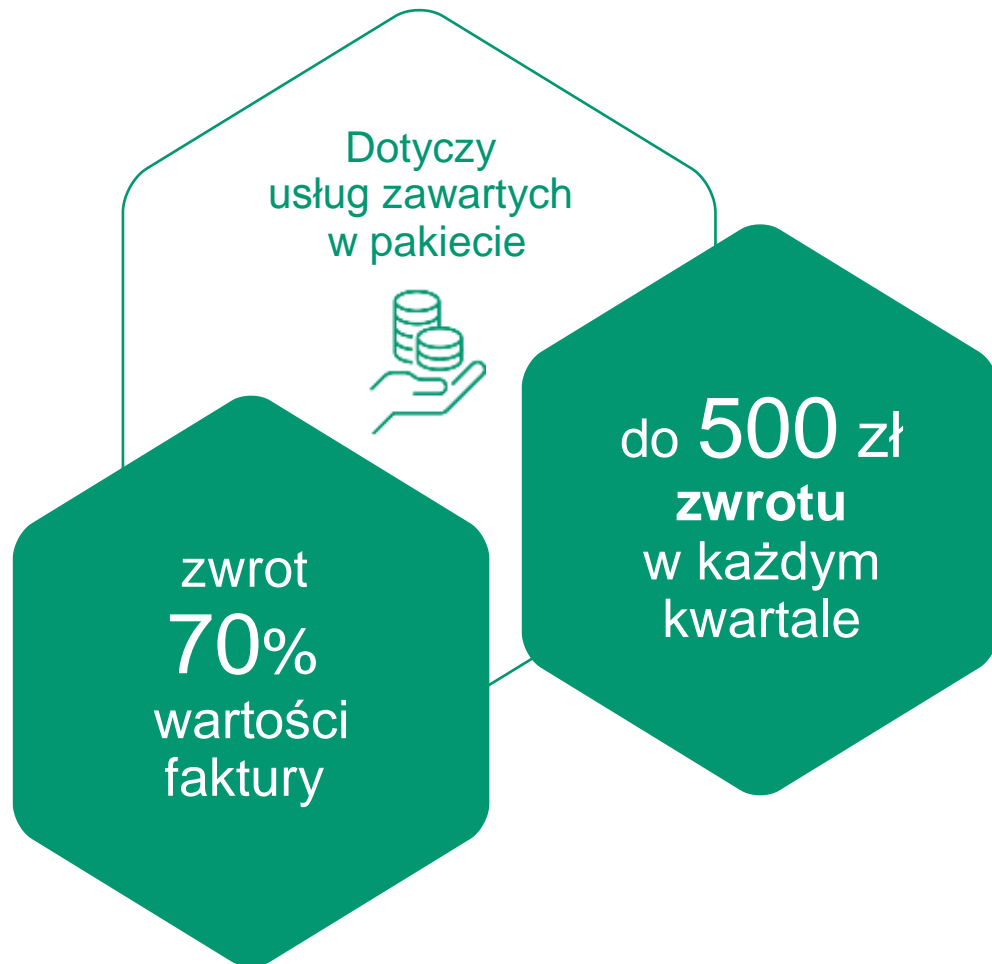 Dotyczy
usług zawartych
w pakiecie
do 500 zł
zwrotu
w każdym
kwartale
zwrot
70%
wartości
faktury